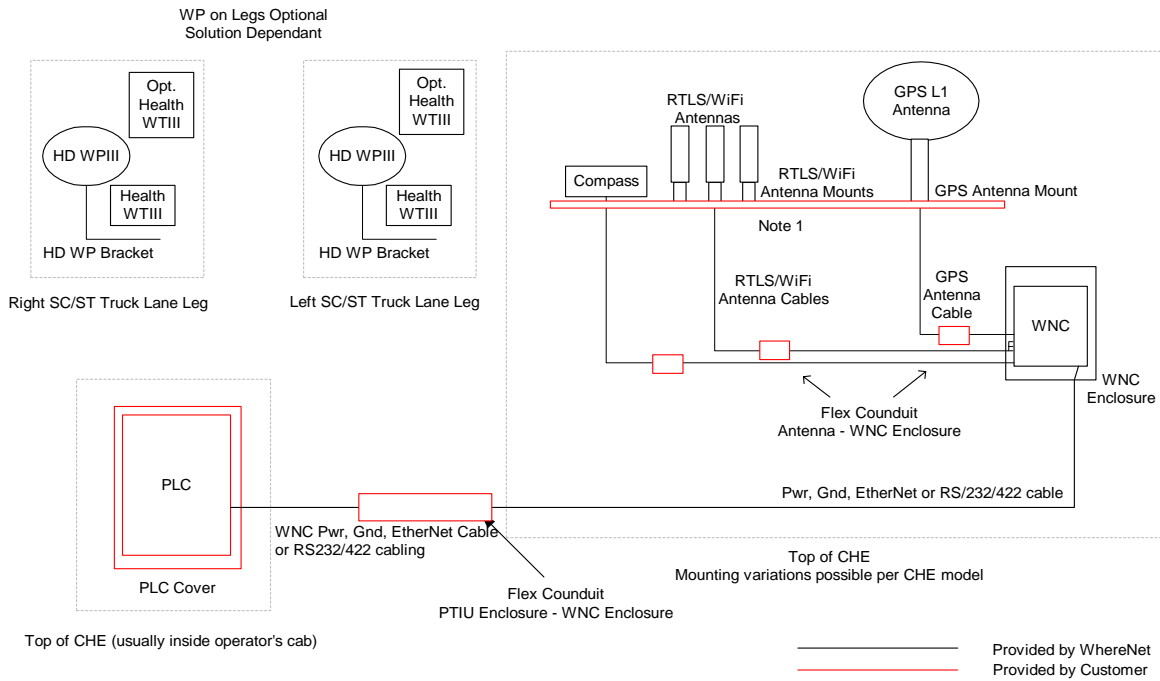 WP on Legs Optional
Solution Dependant
Opt.
Health
WTIII
HD WPIII
Health
WTIII
HD WP Bracket
Right SC/ST Truck Lane Leg
Opt.
Health
WTIII
HD WPIII
Health
WTIII
HD WP Bracket
Left SC/ST Truck Lane Leg
RTLS/WiFi
Antennas
GPS L1
Antenna
Compass
RTLS/WiFi
Antenna Mounts
GPS Antenna Mount
Note 1
RTLS/WiFi
Antenna Cables
GPS
Antenna
Cable
WNC
WNC
Enclosure
Flex Counduit
Antenna - WNC Enclosure
PLC
PLC Cover
Pwr, Gnd, EtherNet or RS/232/422 cable
WNC Pwr, Gnd, EtherNet Cable
or RS232/422 cabling
Top of CHE
Mounting variations possible per CHE model
Flex Counduit
PTIU Enclosure - WNC Enclosure
Top of CHE (usually inside operator's cab)
Provided by WhereNet
Provided by Customer